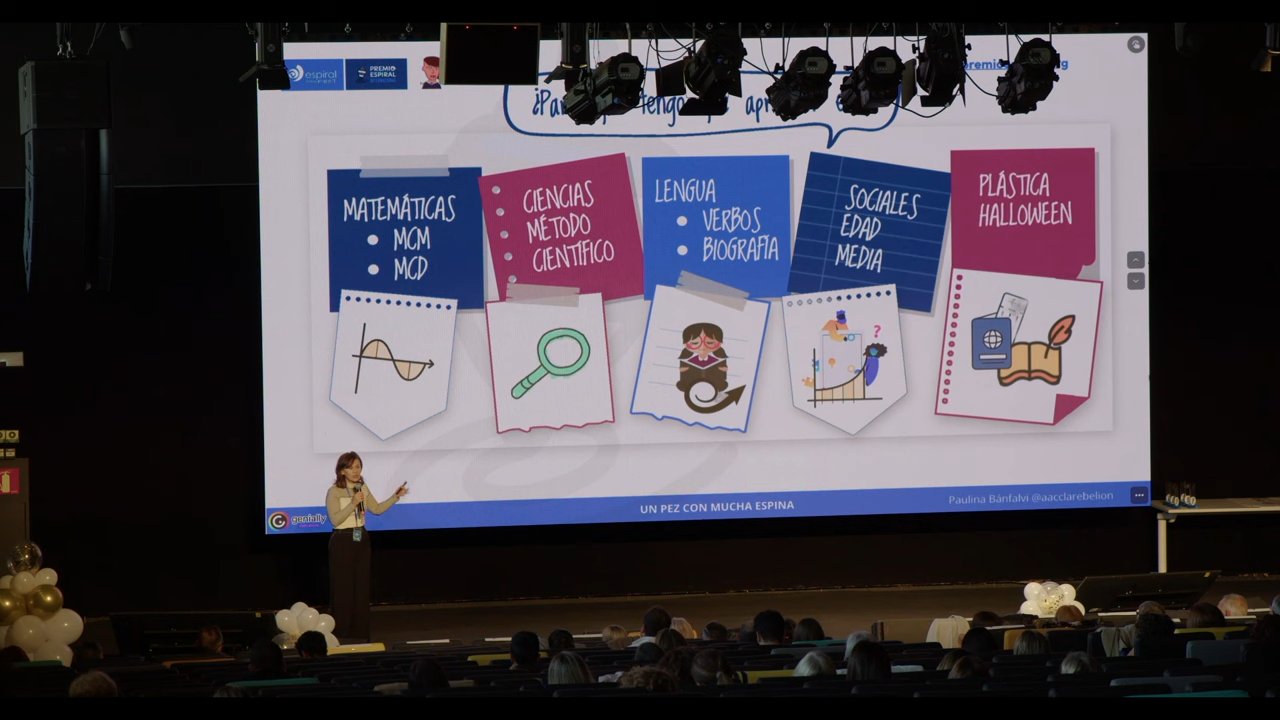 espiral
PREMIO
ESPIRAL
tengo
MATEMÁTICAS
• MCM
• MCD
CIENCIAS
MÉTODO
CIENTÍFICO
LENGUA
• VERBOS
• BIOGRAFÍA
SOCIALES
EDAD
MEDIA
PLÁSTICA
HALLOWEEN
?
genially
UN PEZ CON MUCHA ESPINA
Paulina Bánfalvi @aacclarebelion